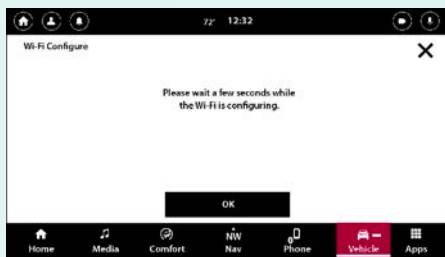 72° 12:32
Wi-Fi Configure
Please wait a few seconds while
the Wi-Fi is configuring.
OK
NW
Home Media Comfort Nav Phone Vehicle Apps